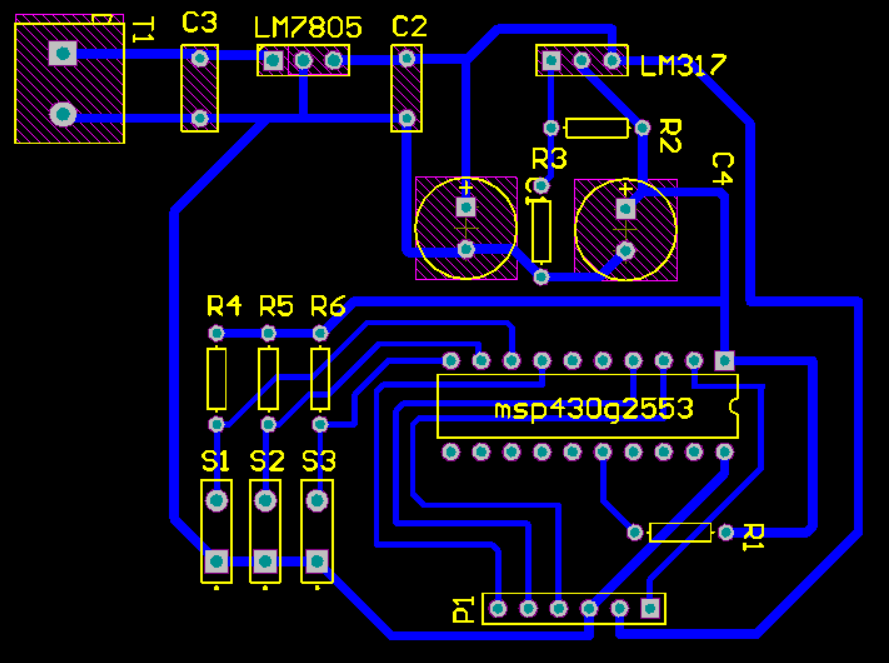 T1
C3
LM7805
C2
LM317
R2
R3
C1
C4
+
+
R4 R5 R6
msp430g2553
S1 S2 S3
R1
P1